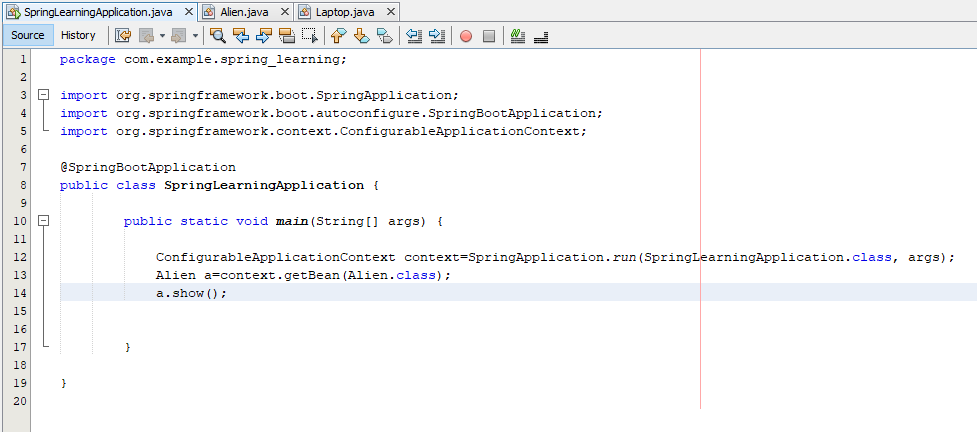 SpringLearningApplication.java Alien.java Laptop.java
Source History
1 package com.example.spring_learning;
2
3 import org.springframework.boot.SpringApplication;
4 import org.springframework.boot.autoconfigure.SpringBootApplication;
5 import org.springframework.context.ConfigurableApplicationContext;
6
7 @SpringBootApplication
8 public class SpringLearningApplication {
9
10 public static void main(String[] args) {
11
12 ConfigurableApplicationContext context=SpringApplication.run(SpringLearningApplication.class, args);
13 Alien a=context.getBean(Alien.class);
14 a.show();
15
16
17 }
18
19 }
20